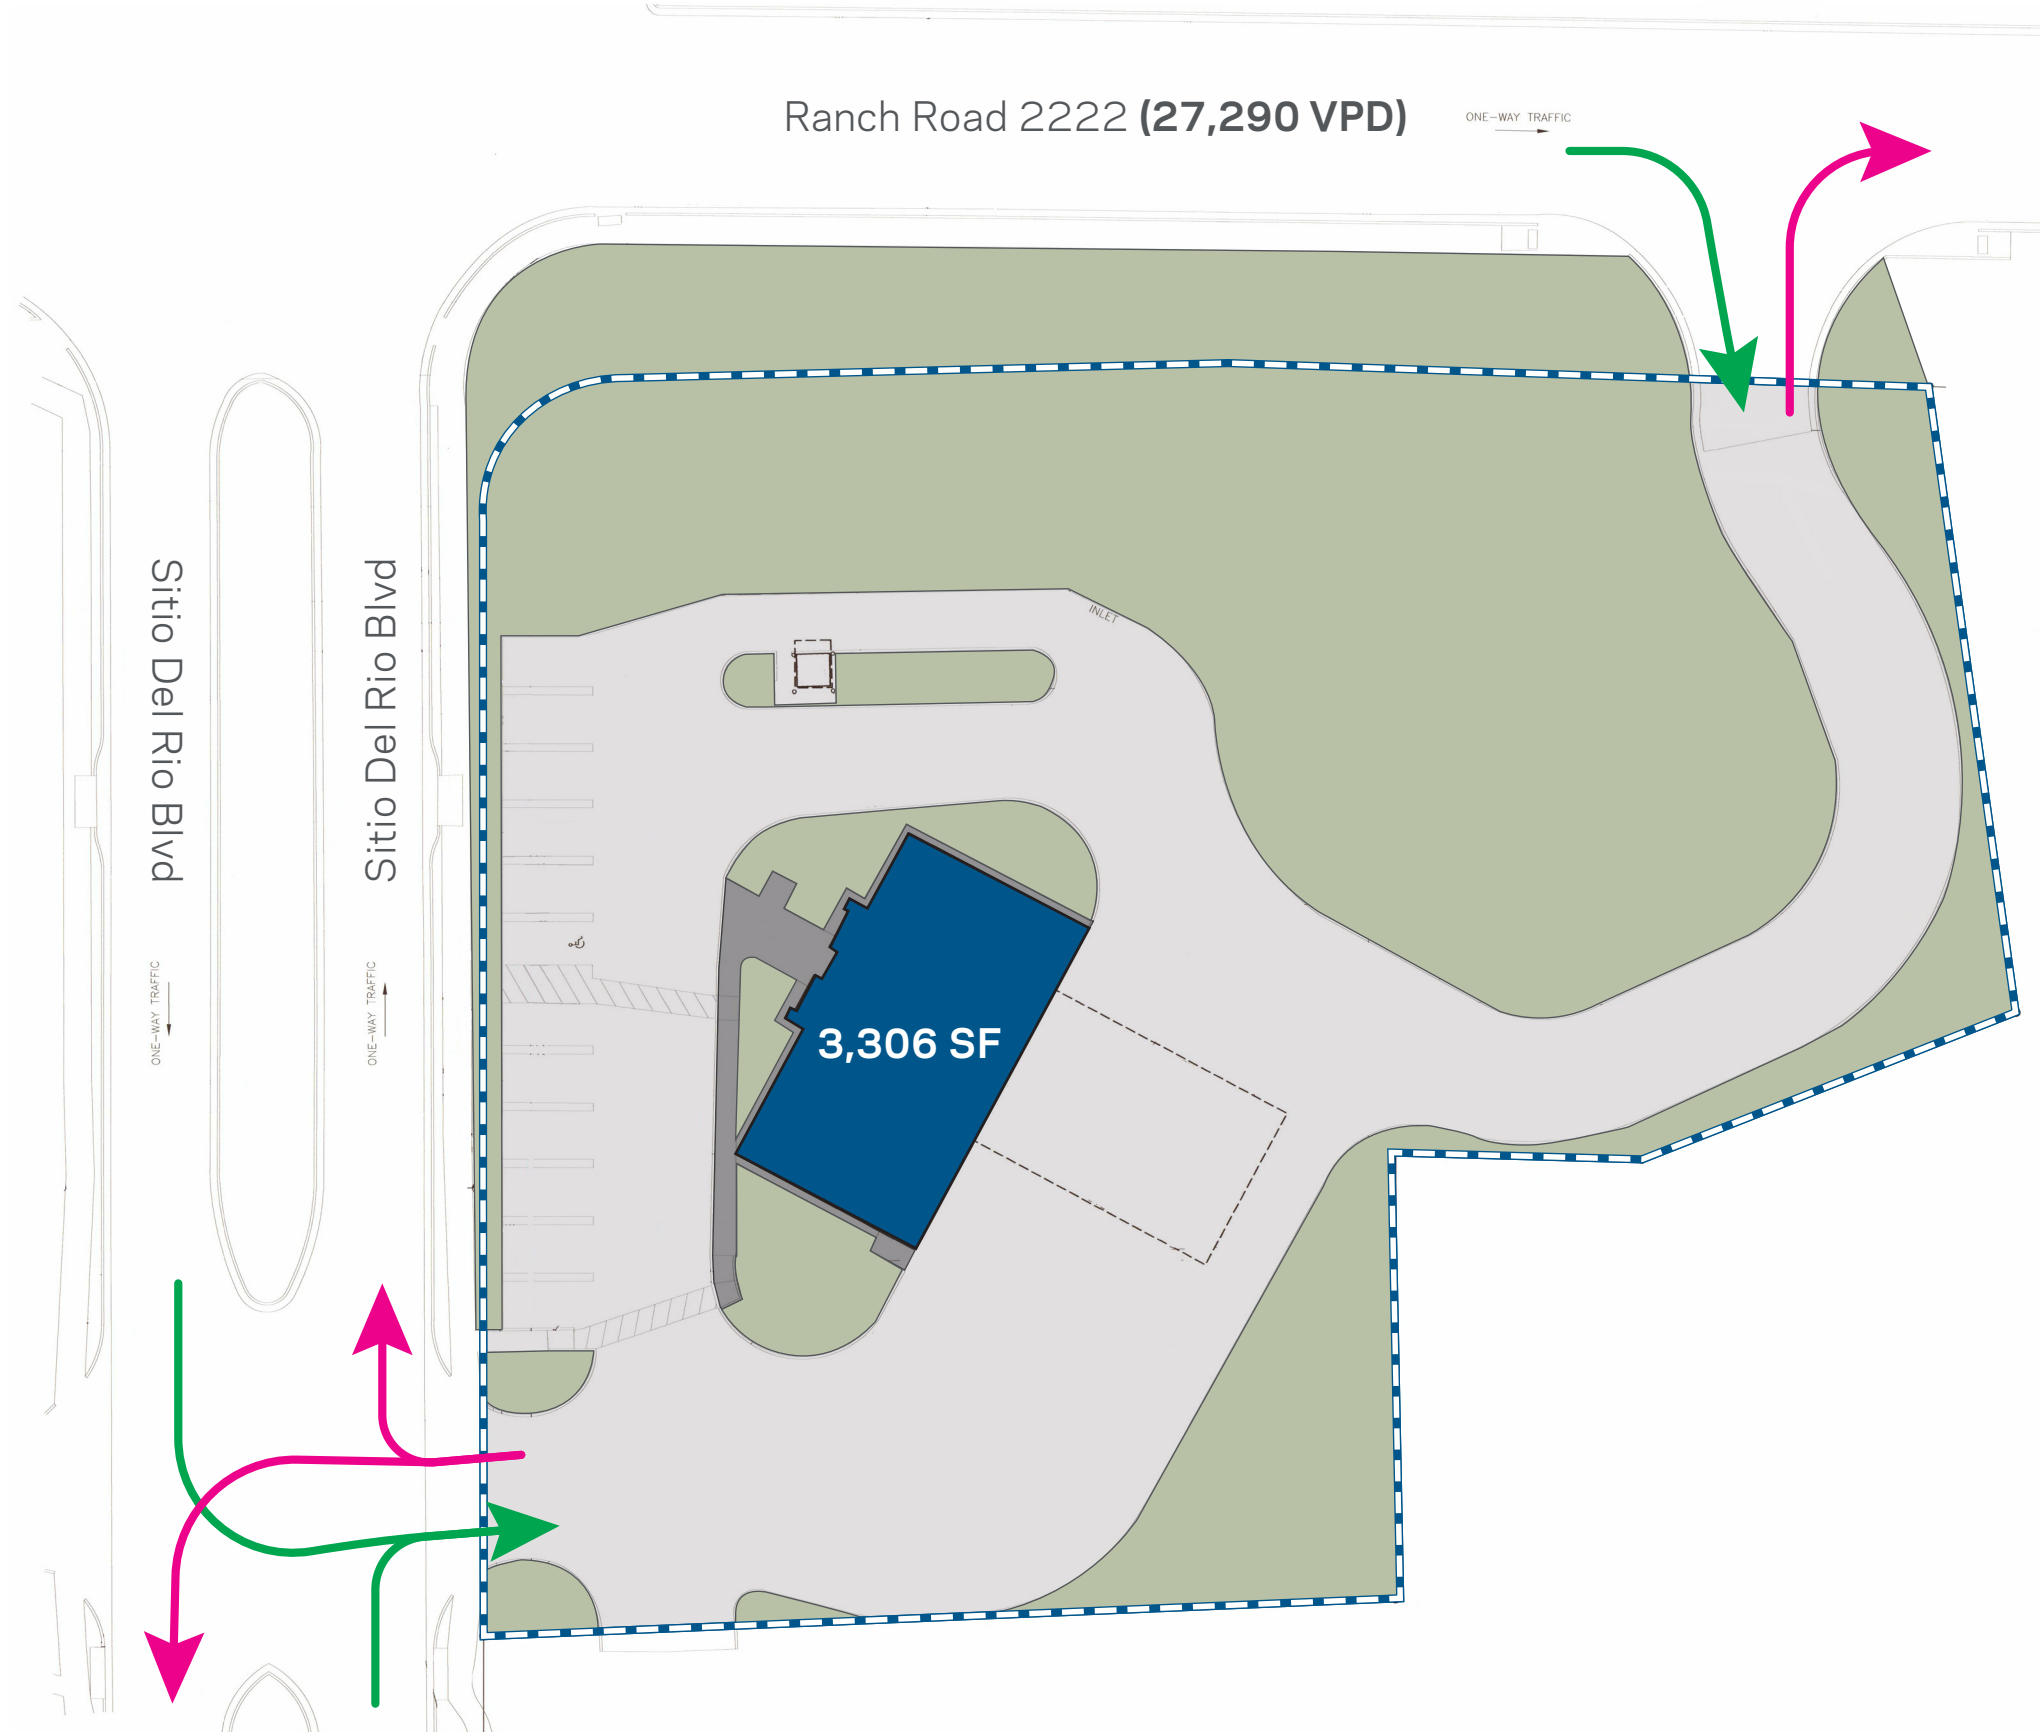 Ranch Road 2222 (27,290 VPD)
ONE-WAY TRAFFIC
INLET
Sitio Del Rio Blvd
Sitio Del Rio Blvd
ONE-WAY TRAFFIC
ONE-WAY TRAFFIC
3,306 SF